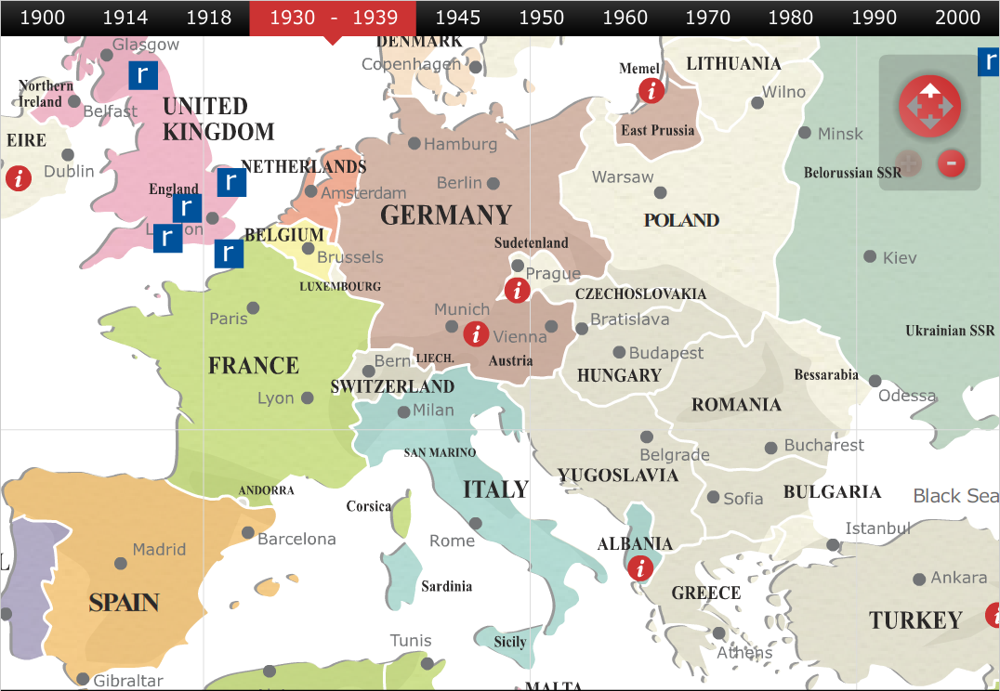 1900 1914 1918 1930 - 1939 1945 1950 1960 1970 1980 1990 2000
DENMARK
Glasgow
r
Copenhagen
Memel
LITHUANIA
r
Northern
Ireland
Belfast
UNITED
KINGDOM
i
Wilno
EIRE
Hamburg
East Prussia
Minsk
Dublin
i
NETHERLANDS
Belorussian SSR
England
r
Amsterdam
Berlin
Warsaw
r
GERMANY
POLAND
r
BELGIUM
Brussels
r
Sudetenland
Prague
Kiev
LUXEMBOURG
i
CZECHOSLOVAKIA
Paris
Munich
i
Vienna
Bratislava
Ukrainian SSR
FRANCE
Bern
LIECH.
Austria
Budapest
SWITZERLAND
HUNGARY
Bessarabia
Lyon
Milan
ROMANIA
Odessa
SAN MARINO
Belgrade
Bucharest
YUGOSLAVIA
ANDORRA
ITALY
Sofia
BULGARIA
Black Sea
Corsica
Rome
Istanbul
Barcelona
ALBANIA
Madrid
i
L
Ankara
Sardinia
GREECE
SPAIN
TURKEY
i
Tunis
Sicily
Athens
Gibraltar
MALTA